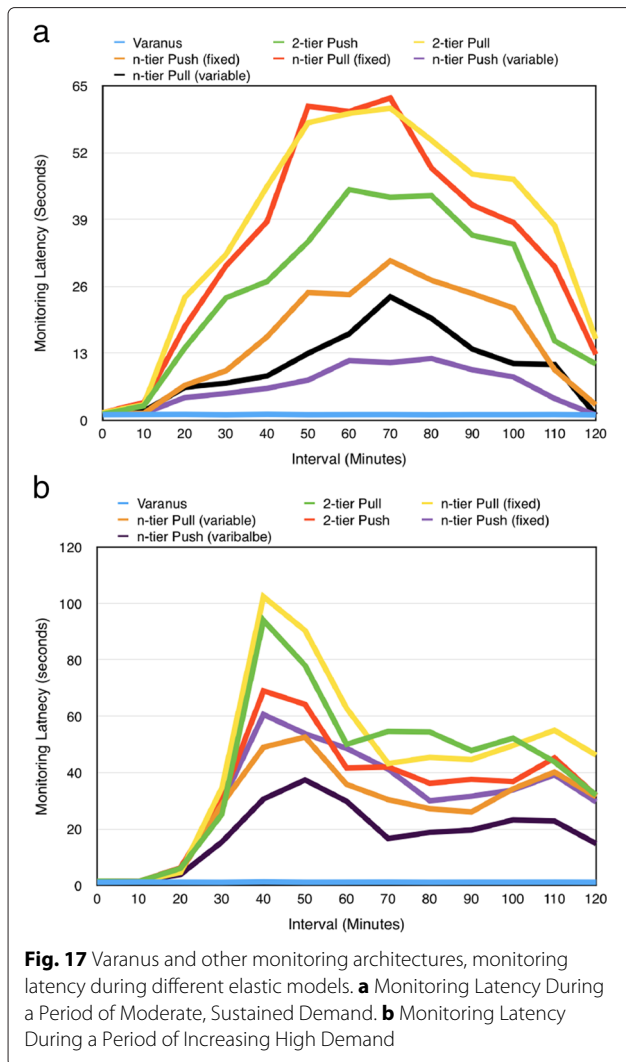 a
Varanus 2-tier Push 2-tier Pull
n-tier Push (fixed) n-tier Pull (fixed) n-tier Push (variable)
n-tier Pull (variable)
65
52
39
26
13
0
Monitoring Latency (Seconds)
0 10 20 30 40 50 60 70 80 90 100 110 120
Interval (Minutes)
b
Varanus 2-tier Pull n-tier Pull (fixed)
n-tier Pull (variable) 2-tier Push n-tier Push (fixed)
n-tier Push (varibalbe)
120
100
80
60
40
20
0
Monitoring Latnecy (seconds)
0 10 20 30 40 50 60 70 80 90 100 110 120
Interval (Minutes)
Fig. 17 Varanus and other monitoring architectures, monitoring
latency during different elastic models. a Monitoring Latency During
a Period of Moderate, Sustained Demand. b Monitoring Latency
During a Period of Increasing High Demand